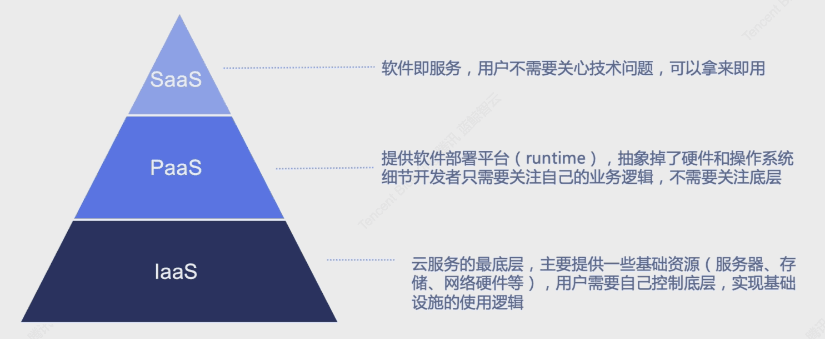 SaaS
软件即服务，用户不需要关心技术问题，可以拿来即用
PaaS
提供软件部署平台（runtime），抽象掉了硬件和操作系统
细节开发者只需要关注自己的业务逻辑，不需要关注底层
IaaS
云服务的最底层，主要提供一些基础资源（服务器、存
储、网络硬件等），用户需要自己控制底层，实现基础
设施的使用逻辑